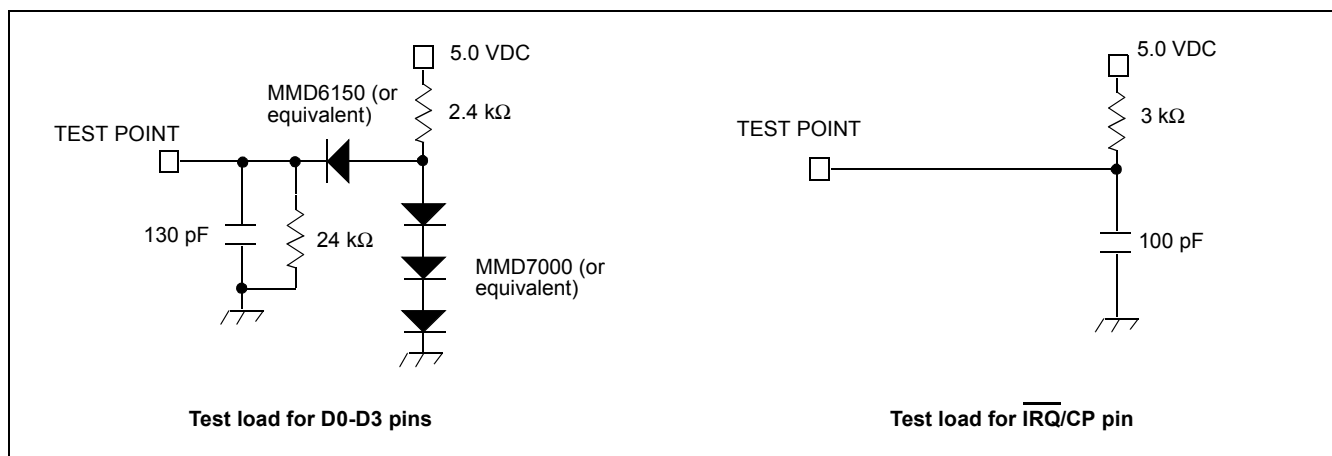 5.0 VDC
MMD6150 (or
equivalent)
2.4 kΩ
TEST POINT
130 pF
24 kΩ
MMD7000 (or
equivalent)
Test load for D0-D3 pins
5.0 VDC
3 kΩ
TEST POINT
100 pF
Test load for I̅R̅Q̅/CP pin